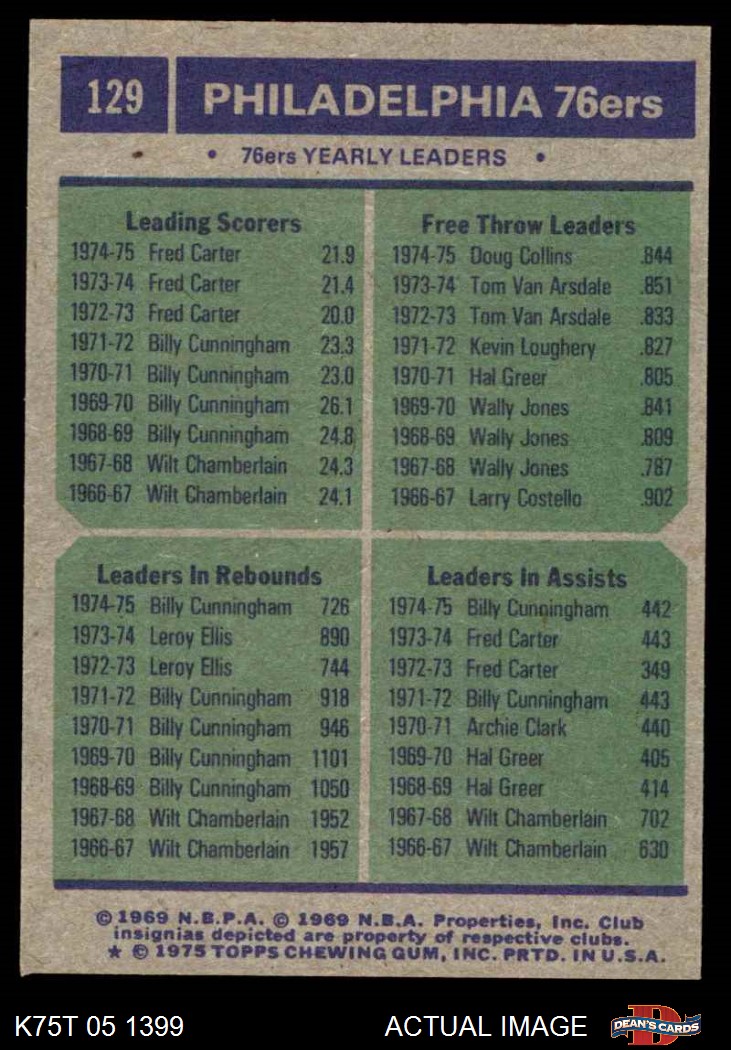 129 PHILADELPHIA 76ers
• 76ers YEARLY LEADERS •
Leading Scorers
1974-75 Fred Carter 21.9
1973-74 Fred Carter 21.4
1972-73 Fred Carter 20.0
1971-72 Billy Cunningham 23.3
1970-71 Billy Cunningham 23.0
1969-70 Billy Cunningham 26.1
1968-69 Billy Cunningham 24.8
1967-68 Wilt Chamberlain 24.3
1966-67 Wilt Chamberlain 24.1
Free Throw Leaders
1974-75 Doug Collins .844
1973-74 Tom Van Arsdale .851
1972-73 Tom Van Arsdale .833
1971-72 Kevin Loughery .827
1970-71 Hal Greer .805
1969-70 Wally Jones .841
1968-69 Wally Jones .809
1967-68 Wally Jones .787
1966-67 Larry Costello .902
Leaders In Rebounds
1974-75 Billy Cunningham 726
1973-74 Leroy Ellis 890
1972-73 Leroy Ellis 744
1971-72 Billy Cunningham 918
1970-71 Billy Cunningham 946
1969-70 Billy Cunningham 1101
1968-69 Billy Cunningham 1050
1967-68 Wilt Chamberlain 1952
1966-67 Wilt Chamberlain 1957
Leaders In Assists
1974-75 Billy Cunningham 442
1973-74 Fred Carter 443
1972-73 Fred Carter 349
1971-72 Billy Cunningham 443
1970-71 Archie Clark 440
1969-70 Hal Greer 405
1968-69 Hal Greer 414
1967-68 Wilt Chamberlain 702
1966-67 Wilt Chamberlain 630
© 1969 N.B.P.A. © 1969 N.B.A. Properties, Inc. Club
insignias depicted are property of respective clubs.
★ © 1975 TOPPS CHEWING GUM, INC. PRTD. IN U.S.A.
K75T 05 1399 ACTUAL IMAGE D DEAN'S CARDS